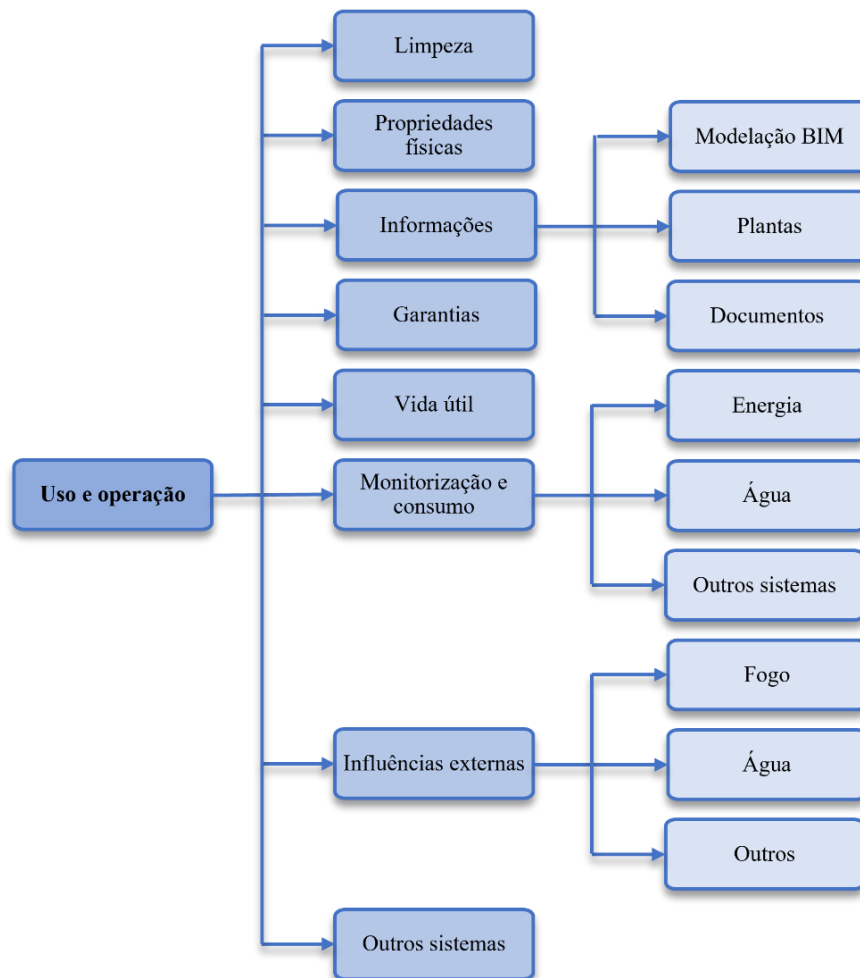 Limpeza
Propriedades
físicas
Modelação BIM
Informações
Plantas
Garantias
Documentos
Vida útil
Energia
Uso e operação
Monitorização e
consumo
Água
Outros sistemas
Fogo
Influências externas
Água
Outros
Outros sistemas